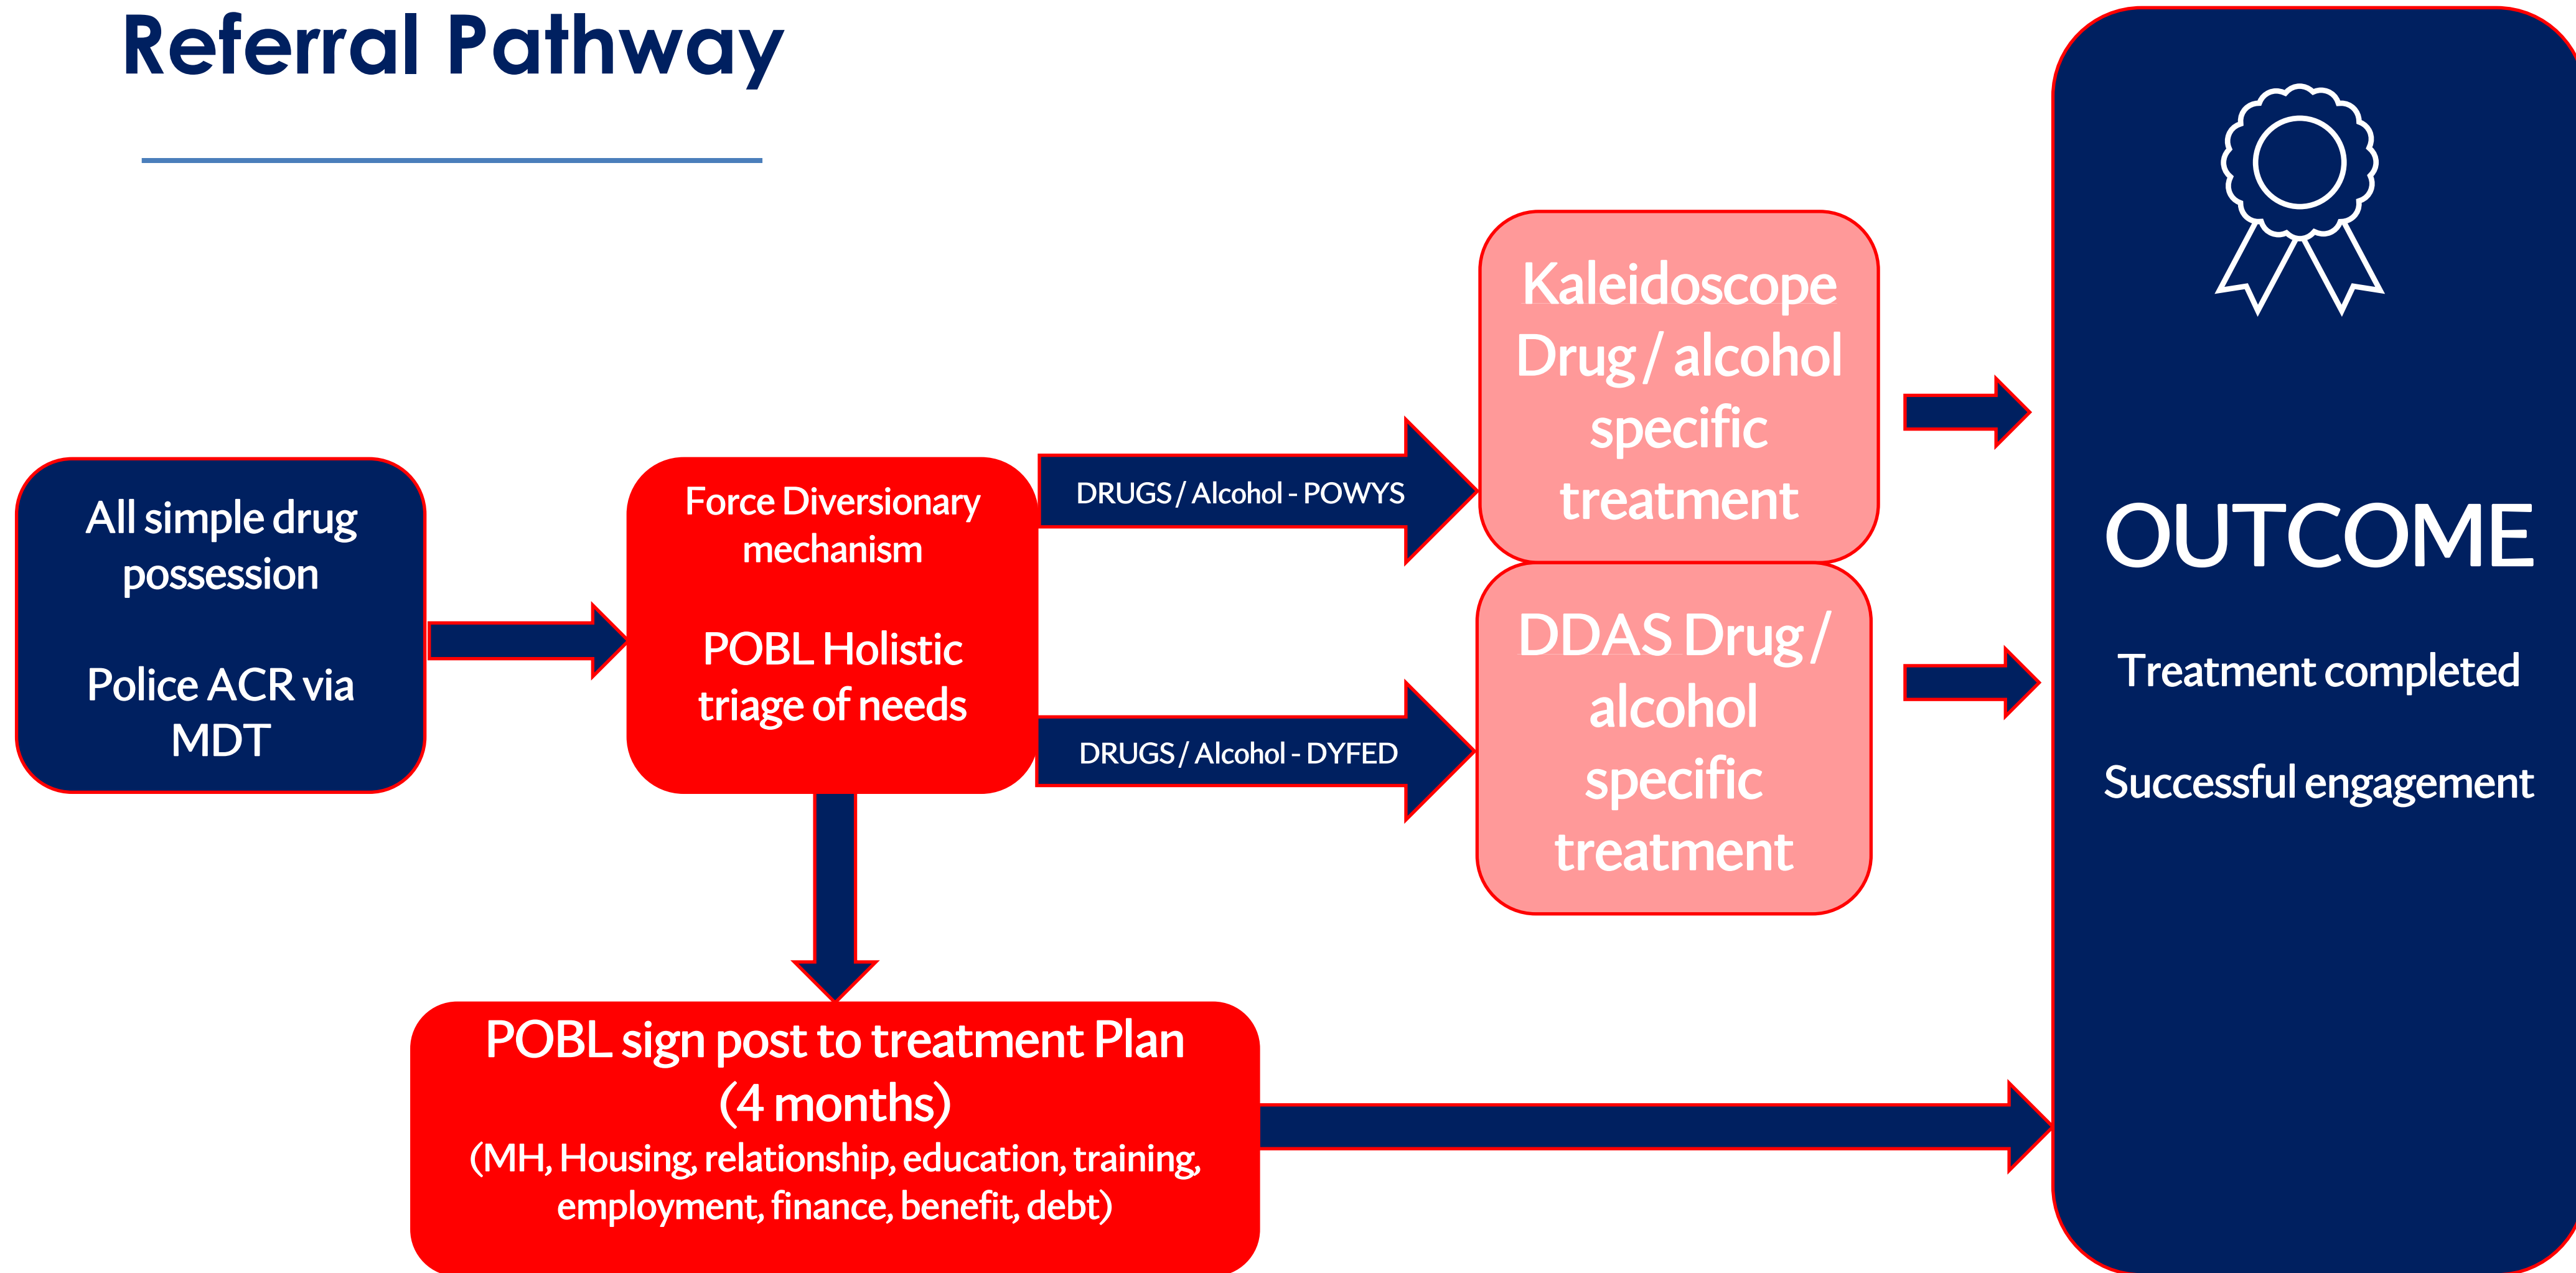 Referral Pathway
All simple drug
possession
Police ACR via
MDT
Force Diversionary
mechanism
POBL Holistic
triage of needs
DRUGS / Alcohol - POWYS
DRUGS / Alcohol - DYFED
Kaleidoscope
Drug / alcohol
specific
treatment
DDAS Drug /
alcohol
specific
treatment
POBL sign post to treatment Plan
(4 months)
(MH, Housing, relationship, education, training,
employment, finance, benefit, debt)
OUTCOME
Treatment completed
Successful engagement